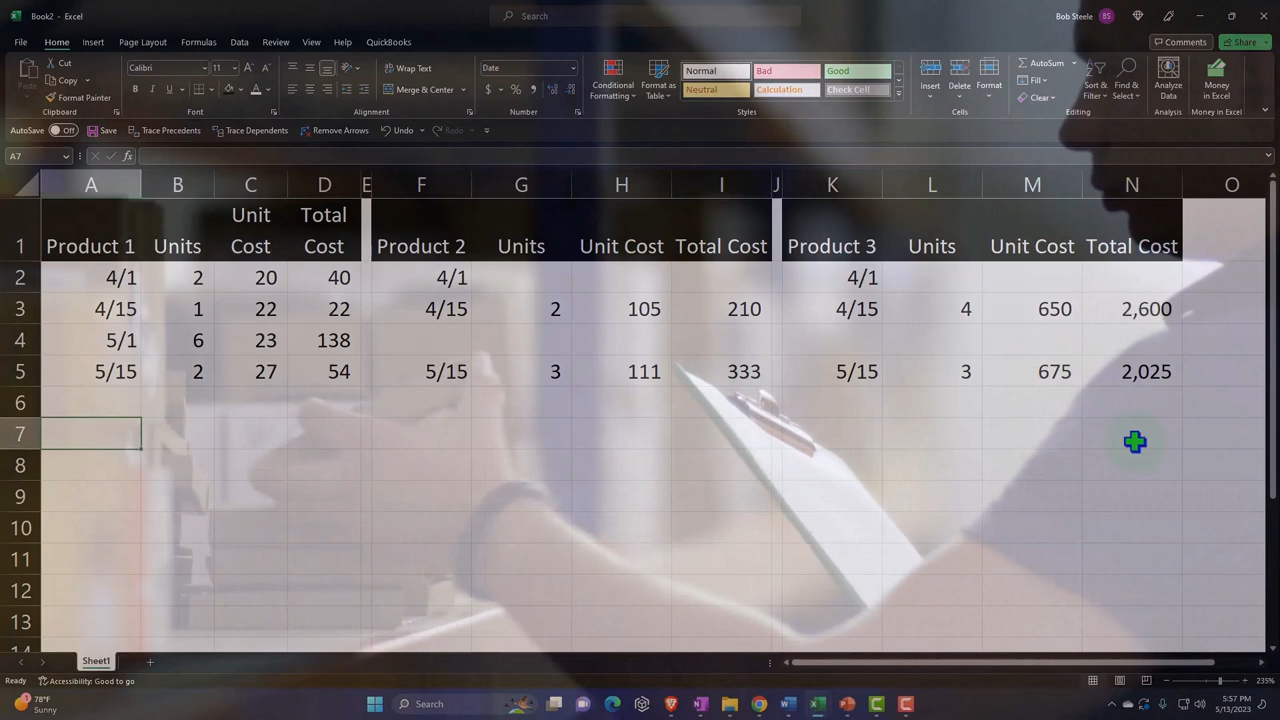 Book2 - Excel
Search
Bob Steele BS
File Home Insert Page Layout Formulas Data Review View Help QuickBooks
Comments Share
Cut
Copy
Format Painter
Paste
Clipboard
Calibri 11
B I U
Font
Wrap Text
Merge & Center
Alignment
Date
$ % 9
Number
Conditional Formatting
Format as Table
Normal Bad Good
Neutral Calculation Check Cell
Styles
Insert Delete Format
Cells
AutoSum
Fill
Clear
Sort & Filter
Find & Select
Editing
Analyze Data
Analysis
Money in Excel
Money in Excel
AutoSave Off Save Trace Precedents Trace Dependents Remove Arrows Undo Redo
A7 fx
A B C D E F G H I J K L M N O
1 Product 1 Units Unit Cost Total Cost Product 2 Units Unit Cost Total Cost Product 3 Units Unit Cost Total Cost
2 4/1 2 20 40 4/1 4/1
3 4/15 1 22 22 4/15 2 105 210 4/15 4 650 2,600
4 5/1 6 23 138
5 5/15 2 27 54 5/15 3 111 333 5/15 3 675 2,025
6
7
8
9
10
11
12
13
14
Sheet1
Ready Accessibility: Good to go 235%
78°F
Sunny
Search
5:57 PM
5/13/2023